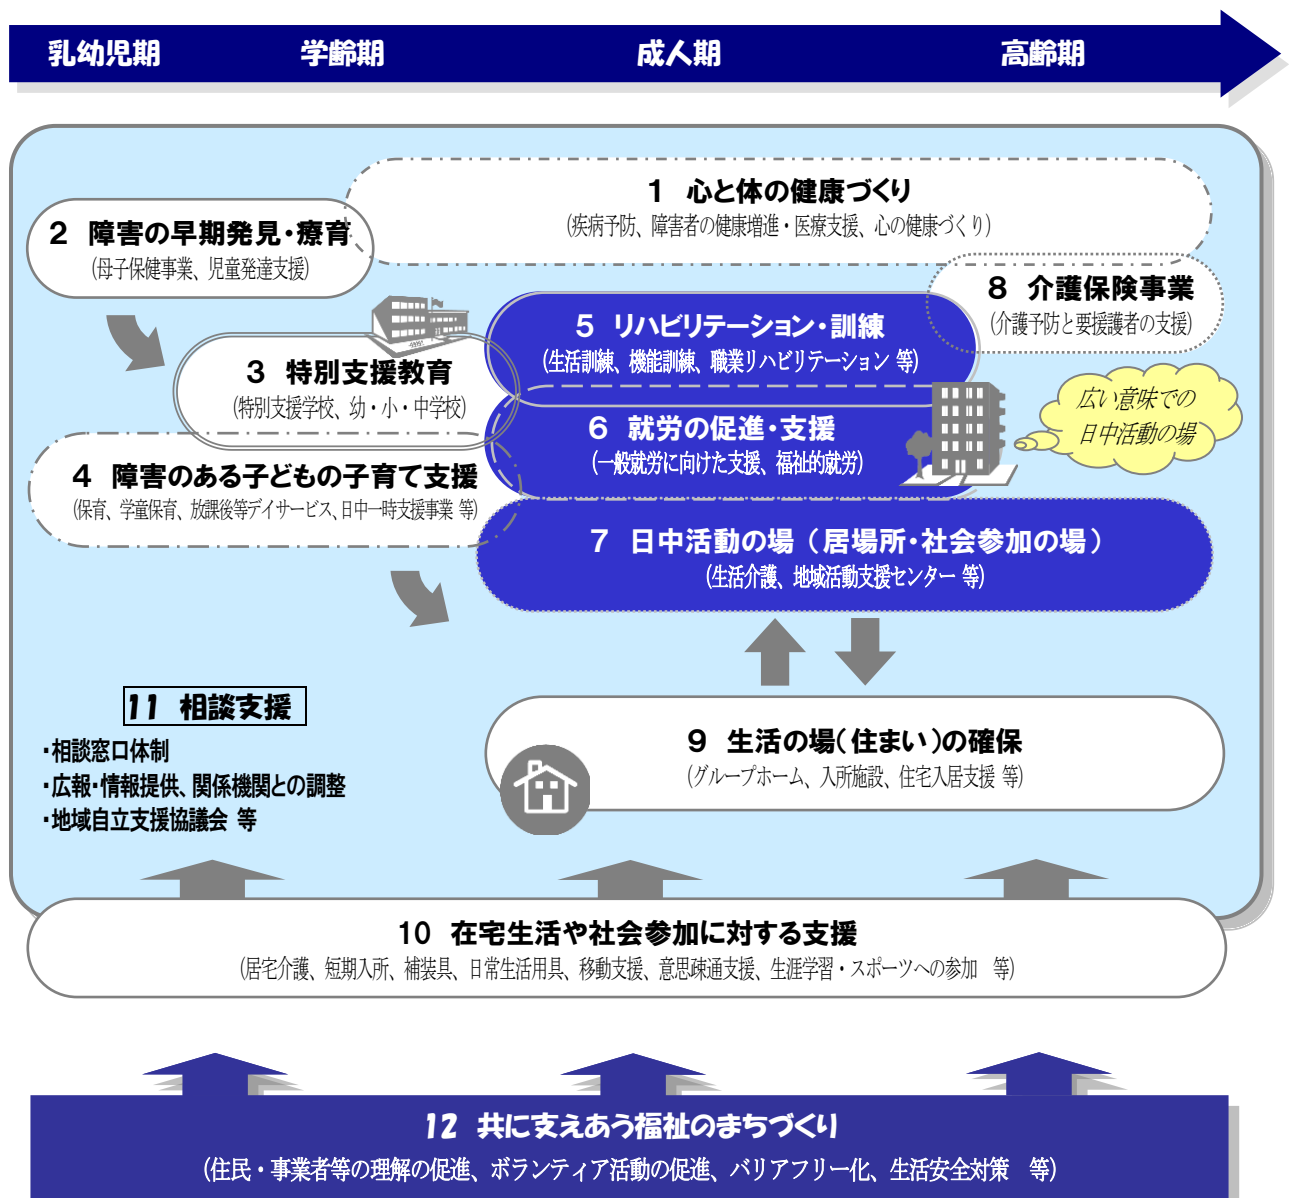 乳幼児期　学齢期　成人期　高齢期
1　心と体の健康づくり
(疾病予防、障害者の健康増進・医療支援、心の健康づくり)
2　障害の早期発見・療育
(母子保健事業、児童発達支援)
8　介護保険事業
(介護予防と要援護者の支援)
5　リハビリテーション・訓練
(生活訓練、機能訓練、職業リハビリテーション 等)
3　特別支援教育
(特別支援学校、幼・小・中学校)
広い意味での
日中活動の場
6　就労の促進・支援
(一般就労に向けた支援、福祉的就労)
4　障害のある子どもの子育て支援
(保育、学童保育、放課後等デイサービス、日中一時支援事業 等)
7　日中活動の場（居場所・社会参加の場）
(生活介護、地域活動支援センター 等)
11　相談支援
・相談窓口体制
・広報・情報提供、関係機関との調整
・地域自立支援協議会 等
9　生活の場（住まい）の確保
(グループホーム、入所施設、住宅入居支援 等)
10　在宅生活や社会参加に対する支援
(居宅介護、短期入所、補装具、日常生活用具、移動支援、意思疎通支援、生涯学習・スポーツへの参加　等)
12　共に支えあう福祉のまちづくり
(住民・事業者等の理解の促進、ボランティア活動の促進、バリアフリー化、生活安全対策　等)